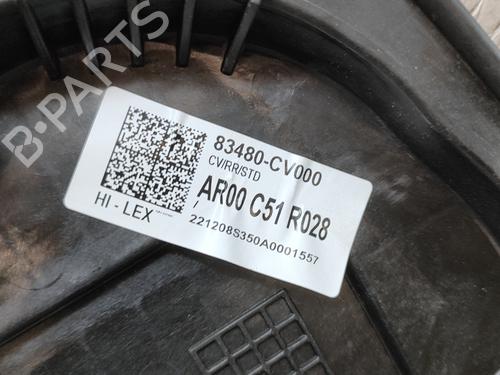 B-PARTS
83480-CV000
CV/RR/STD
AR00 C51 R028
/
HI - LEX
221208S350A0001557